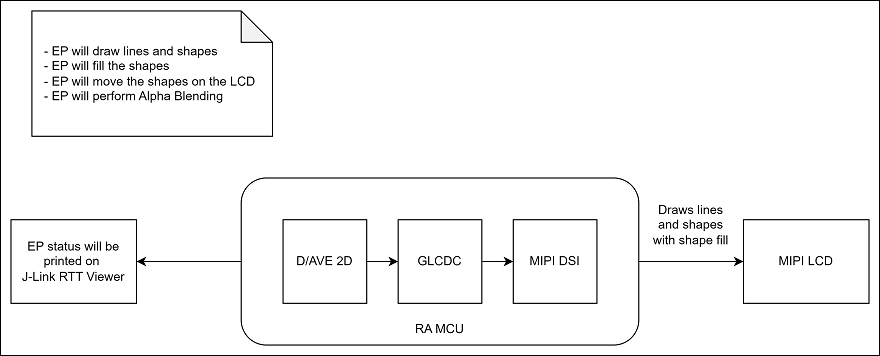 - EP will draw lines and shapes
- EP will fill the shapes
- EP will move the shapes on the LCD
- EP will perform Alpha Blending
EP status will be
printed on
J-Link RTT Viewer
D/AVE 2D
GLCDC
MIPI DSI
RA MCU
Draws lines
and shapes
with shape fill
MIPI LCD